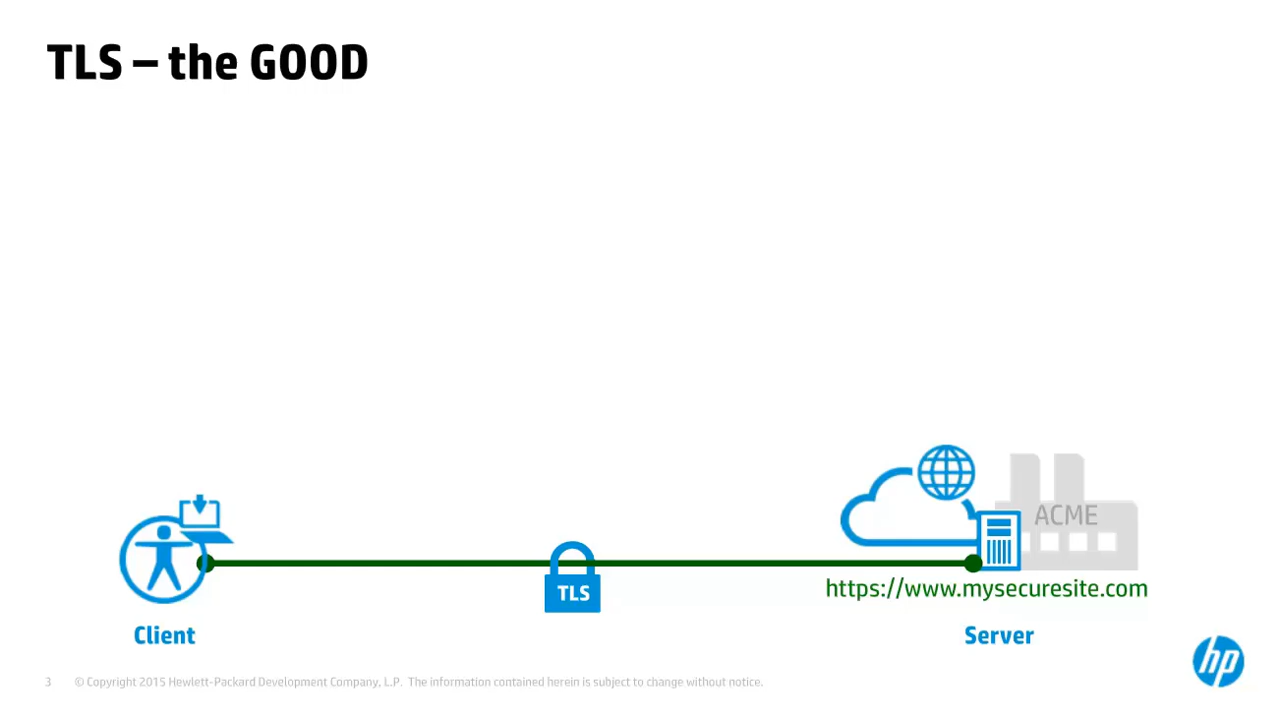 TLS – the GOOD
ACME
TLS
https://www.mysecuresite.com
Client
Server
hp
3 © Copyright 2015 Hewlett-Packard Development Company, L.P. The information contained herein is subject to change without notice.